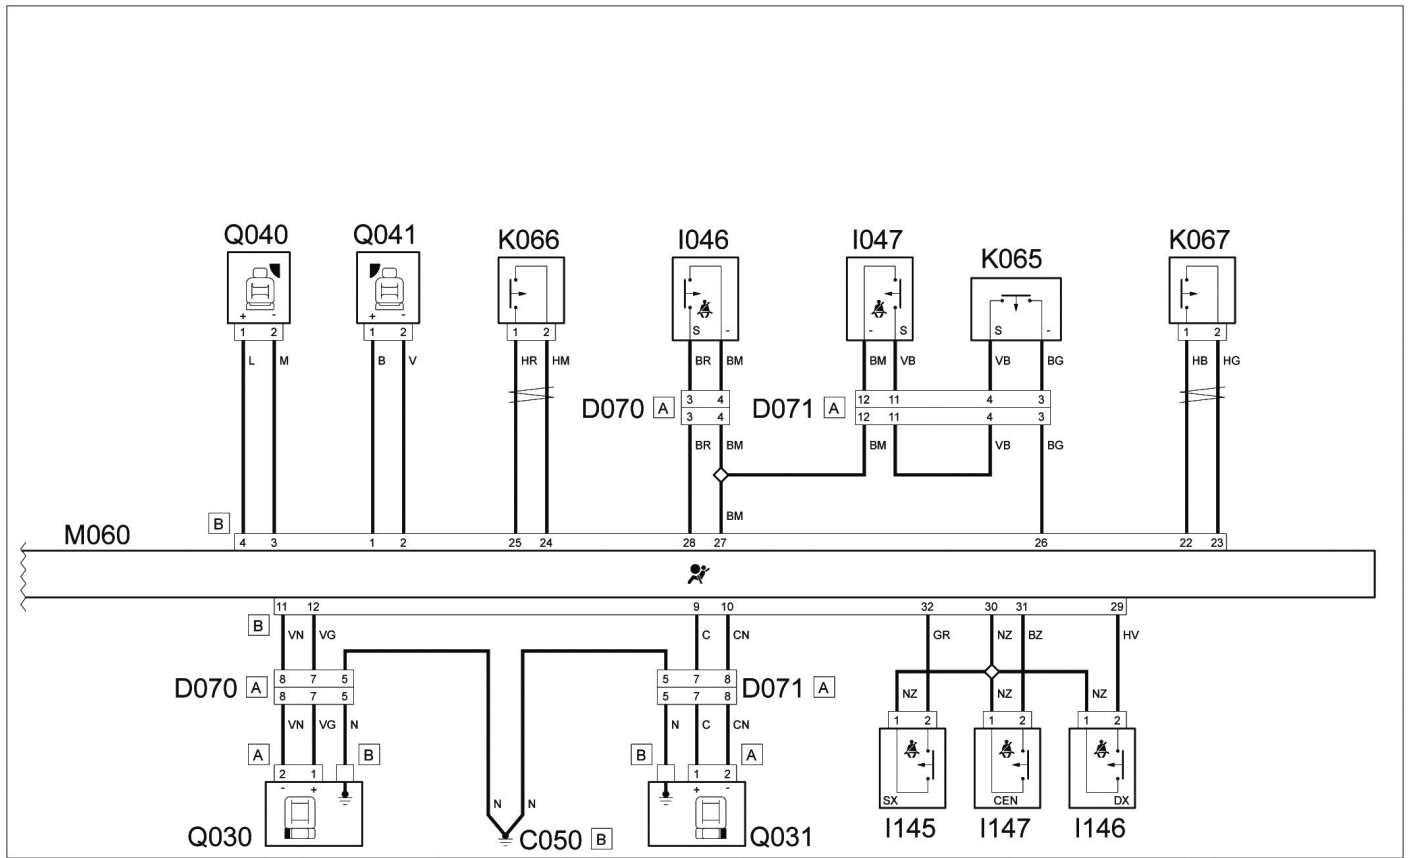 Q040 Q041 K066 I046 I047 K065 K067
+ - + - S - - S S -
1 2 1 2 1 2 1 2
L M B V HR HM BR BM BM VB VB BG HB HG
D070 A 3 4 D071 A 12 11 4 3
3 4 12 11 4 3
BR BM BM VB BG
BM
M060 B 4 3 1 2 25 24 28 27 26 22 23
11 12 9 10 32 30 31 29
B VN VG C CN GR NZ BZ HV
D070 A 8 7 5 5 7 8 D071 A
8 7 5 5 7 8
NZ NZ NZ
VN VG N N C CN
1 2 1 2 1 2
A B B A
2 1 1 2
- + + -
SX CEN DX
N N
Q030 C050 B Q031 I145 I147 I146